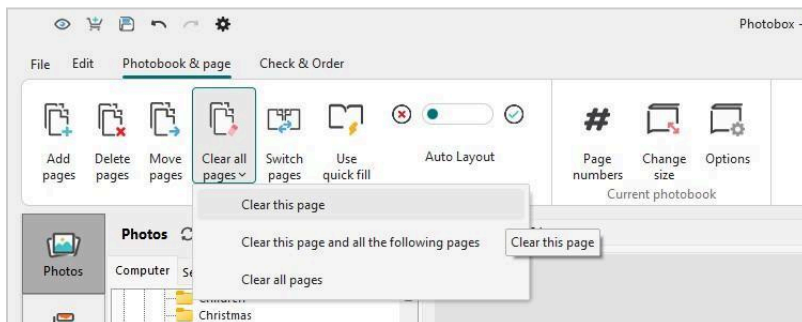 Photobox -
File Edit Photobook & page Check & Order
Add pages
Delete pages
Move pages
Clear all pages
Switch pages
Use quick fill
Auto Layout
#
Page numbers
Change size
Options
Current photobook
Clear this page
Clear this page and all the following pages
Clear this page
Clear all pages
Photos
Photos
Computer
Children
Christmas